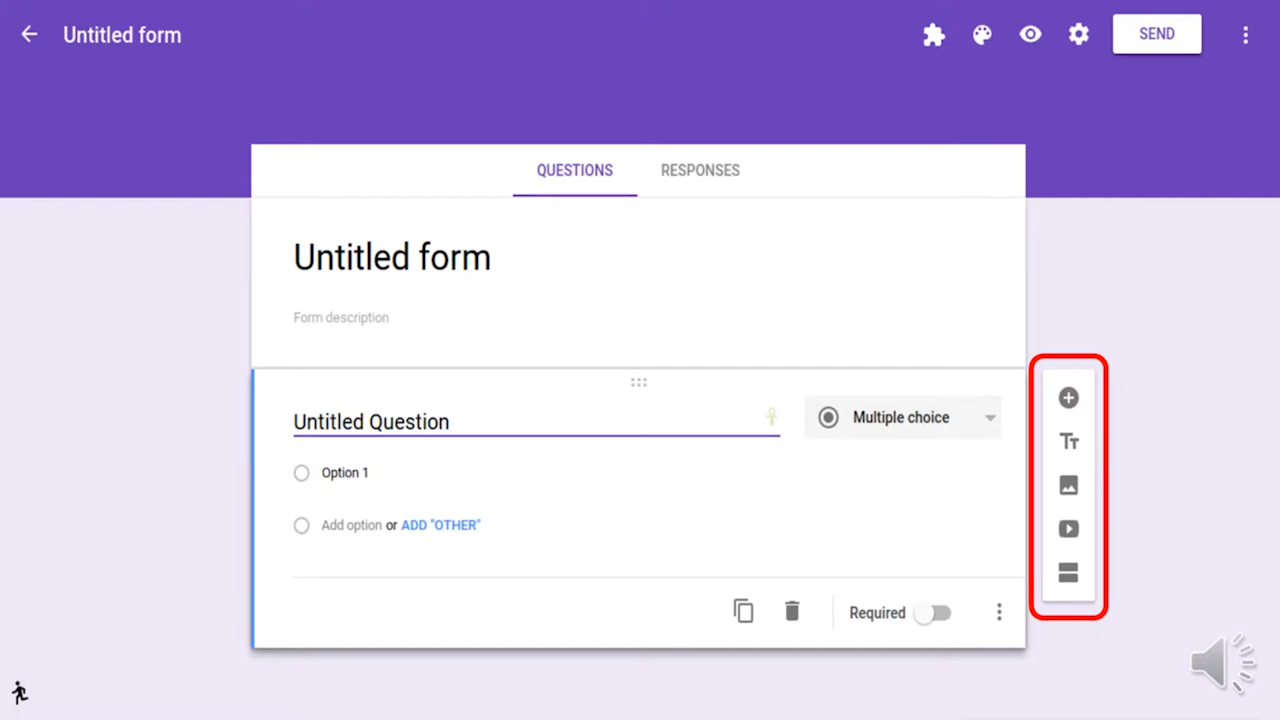 Untitled form
SEND
QUESTIONS RESPONSES
Untitled form
Form description
Untitled Question
Multiple choice
Option 1
Add option or ADD "OTHER"
Required